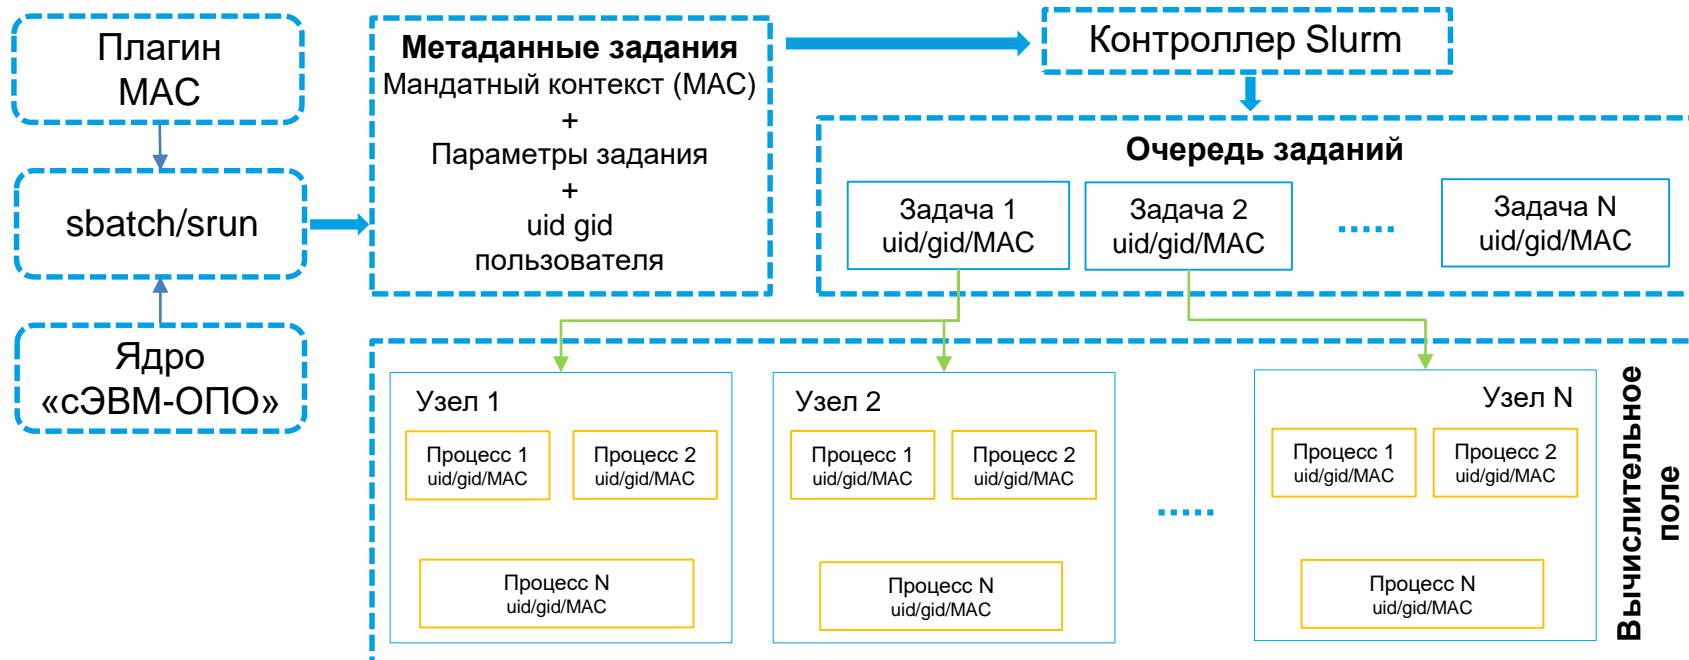 Плагин
МАС
sbatch/srun
Ядро
«сЭВМ-ОПО»
Метаданные задания
Мандатный контекст (МАС)
+
Параметры задания
+
uid gid
пользователя
Контроллер Slurm
Очередь заданий
Задача 1
uid/gid/MAC
Задача 2
uid/gid/MAC
......
Задача N
uid/gid/MAC
Узел 1
Процесс 1
uid/gid/MAC
Процесс 2
uid/gid/MAC
Процесс N
uid/gid/MAC
Узел 2
Процесс 1
uid/gid/MAC
Процесс 2
uid/gid/MAC
Процесс N
uid/gid/MAC
......
Узел N
Процесс 1
uid/gid/MAC
Процесс 2
uid/gid/MAC
Процесс N
uid/gid/MAC
Вычислительное
поле